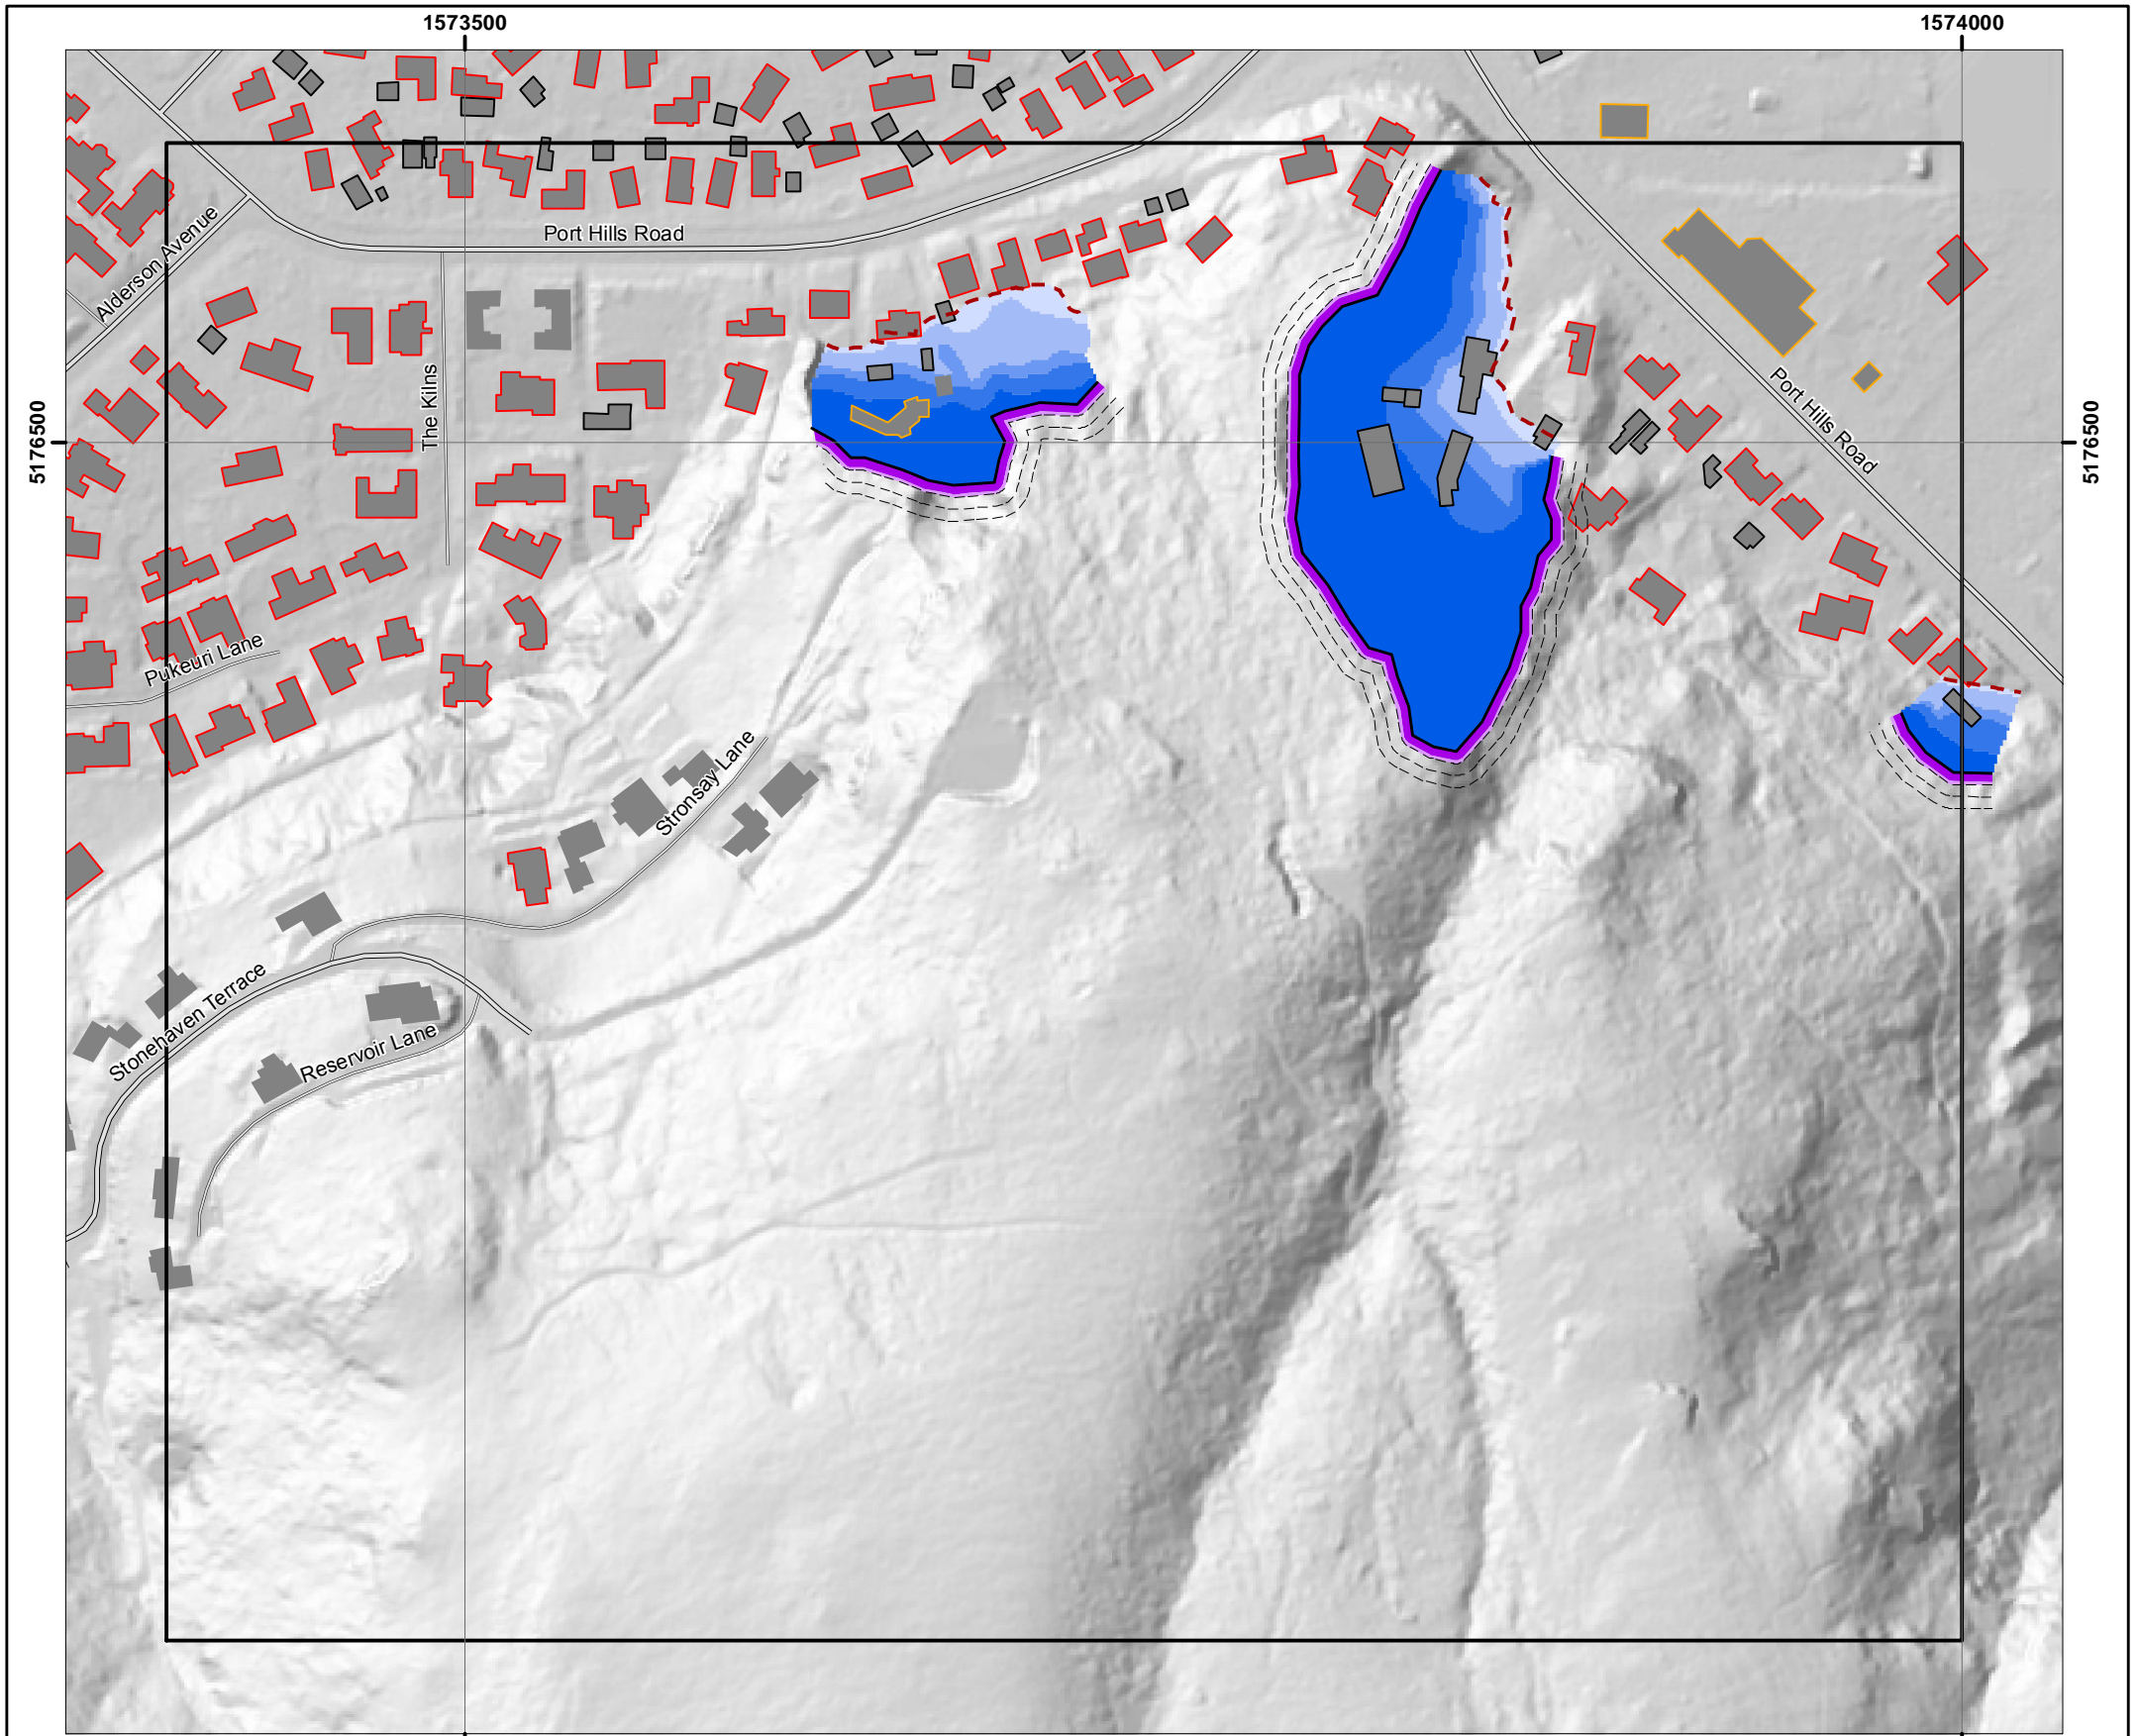 1573500
1574000
Port Hills Road
Alderson Avenue
The Kilns
Port Hills Road
5176500
5176500
Pukeuri Lane
Stronsay Lane
Stonehaven Terrace
Reservoir Lane